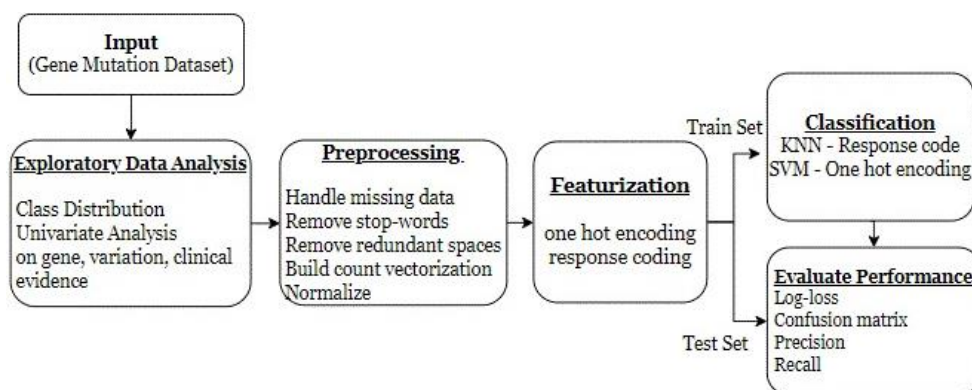 Input
(Gene Mutation Dataset)
Exploratory Data Analysis
Class Distribution
Univariate Analysis
on gene, variation, clinical
evidence
Preprocessing
Handle missing data
Remove stop-words
Remove redundant spaces
Build count vectorization
Normalize
Featurization
one hot encoding
response coding
Train Set
Classification
KNN - Response code
SVM - One hot encoding
Test Set
Evaluate Performance
Log-loss
Confusion matrix
Precision
Recall